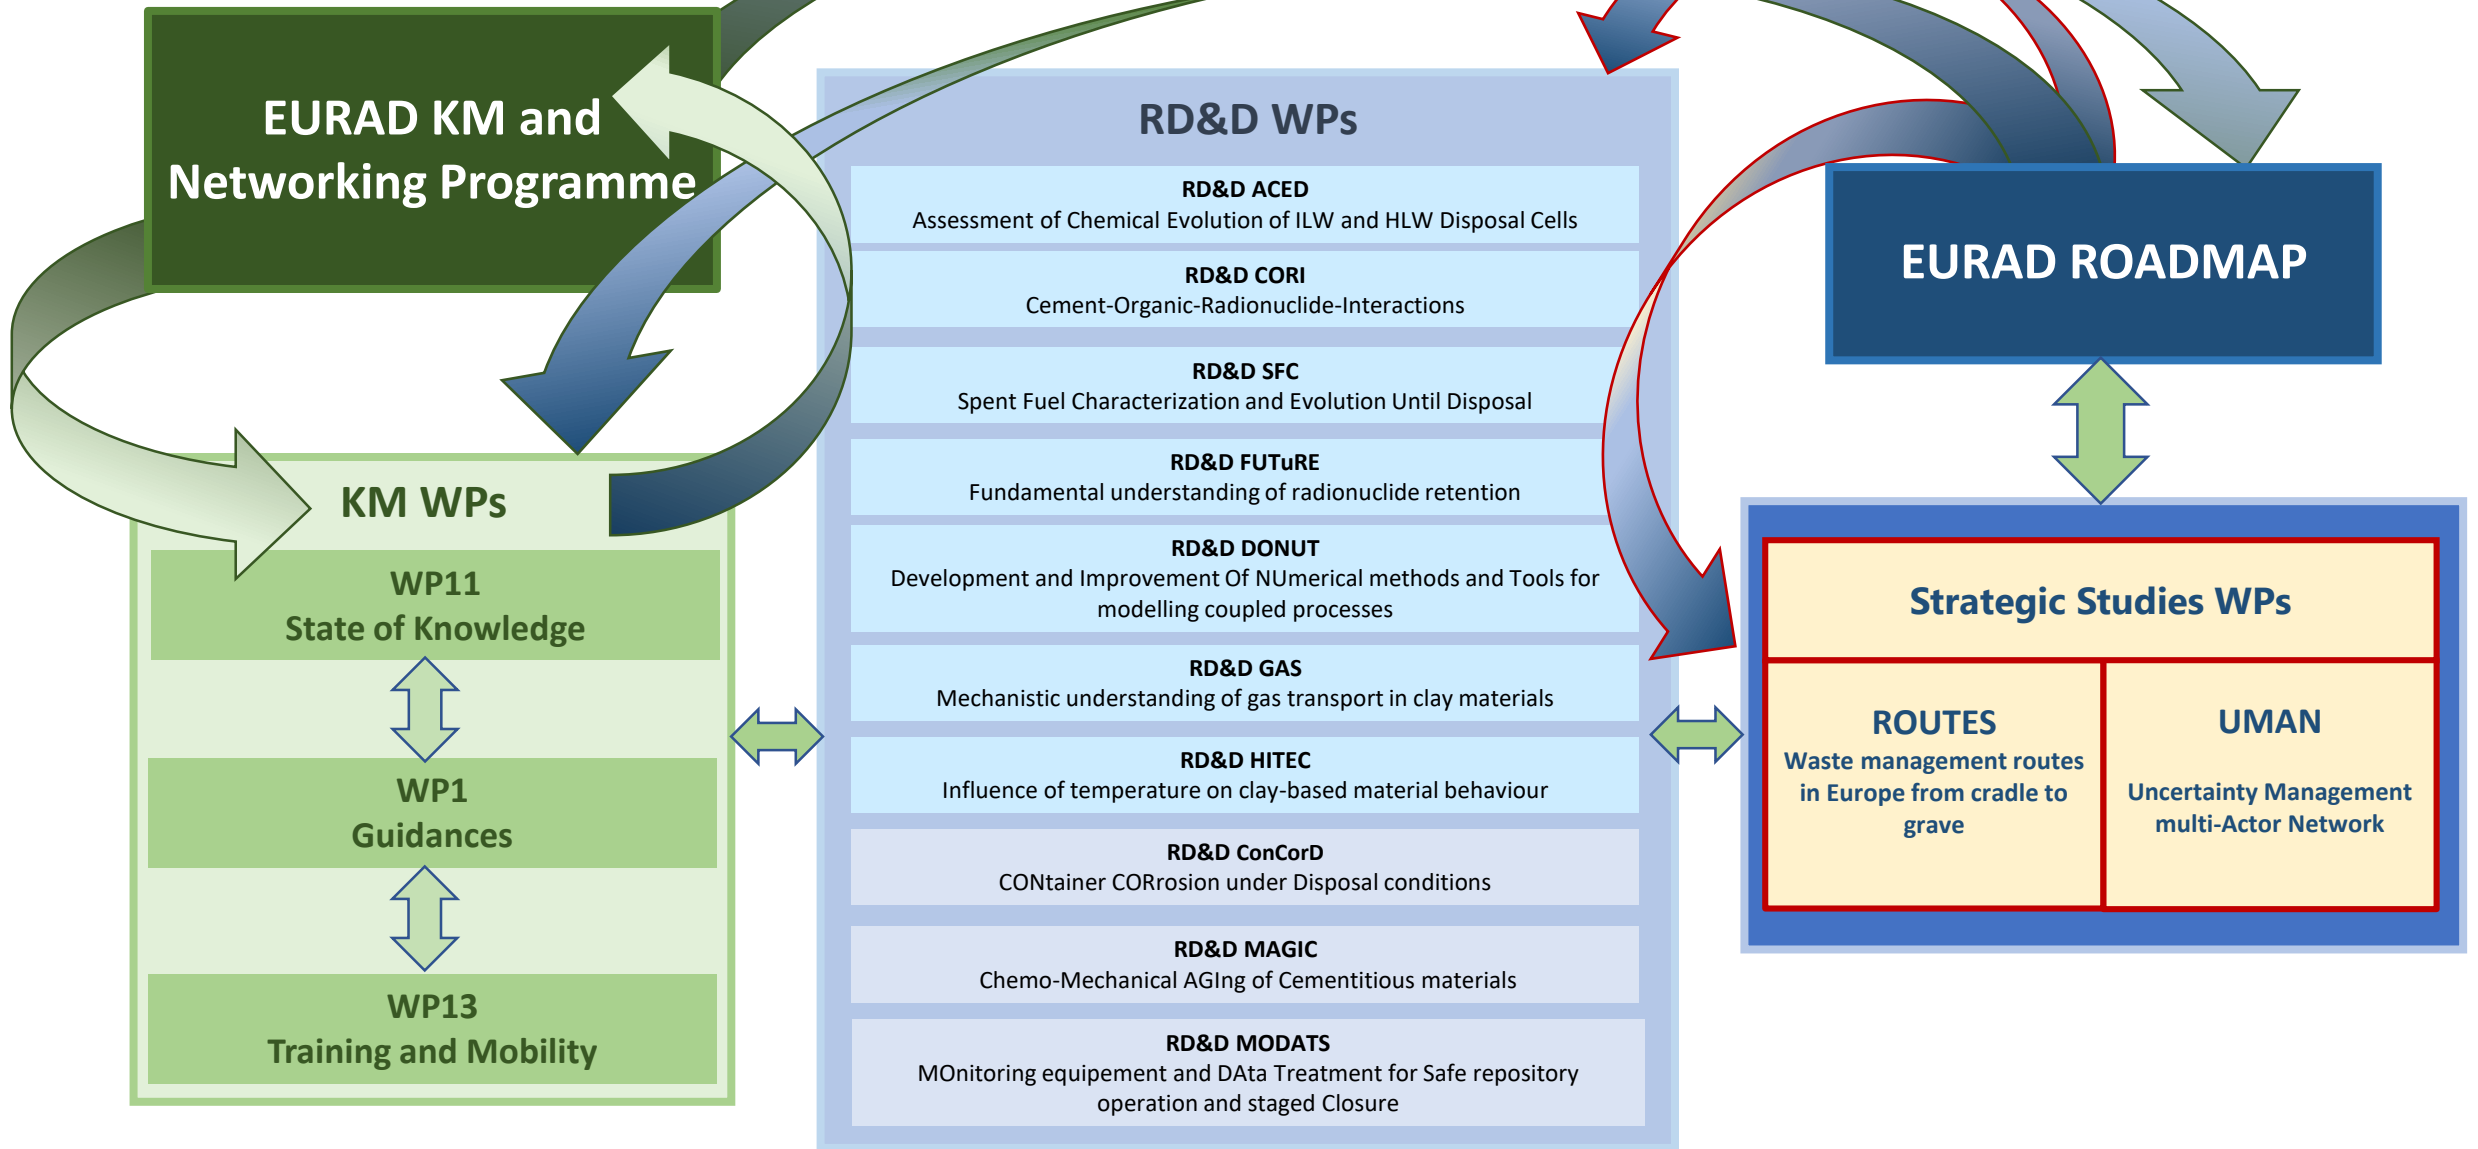 EURAD KM and
Networking Programme
KM WPs
WP11
State of Knowledge
WP1
Guidances
WP13
Training and Mobility
RD&D WPs
RD&D ACED
Assessment of Chemical Evolution of ILW and HLW Disposal Cells
RD&D CORI
Cement-Organic-Radionuclide-Interactions
RD&D SFC
Spent Fuel Characterization and Evolution Until Disposal
RD&D FUTuRE
Fundamental understanding of radionuclide retention
RD&D DONUT
Development and Improvement Of NUmerical methods and Tools for
modelling coupled processes
RD&D GAS
Mechanistic understanding of gas transport in clay materials
RD&D HITEC
Influence of temperature on clay-based material behaviour
RD&D ConCorD
CONtainer CORrosion under Disposal conditions
RD&D MAGIC
Chemo-Mechanical AGIng of Cementitious materials
RD&D MODATS
MOnitoring equipement and DAta Treatment for Safe repository
operation and staged Closure
EURAD ROADMAP
Strategic Studies WPs
ROUTES
Waste management routes
in Europe from cradle to
grave
UMAN
Uncertainty Management
multi-Actor Network